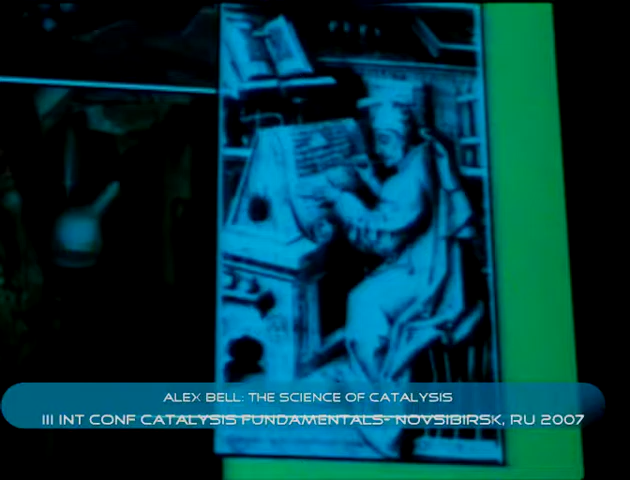 ALEX BELL: THE SCIENCE OF CATALYSIS
III INT CONF CATALYSIS FUNDAMENTALS- NOVSIBIRSK, RU 2007